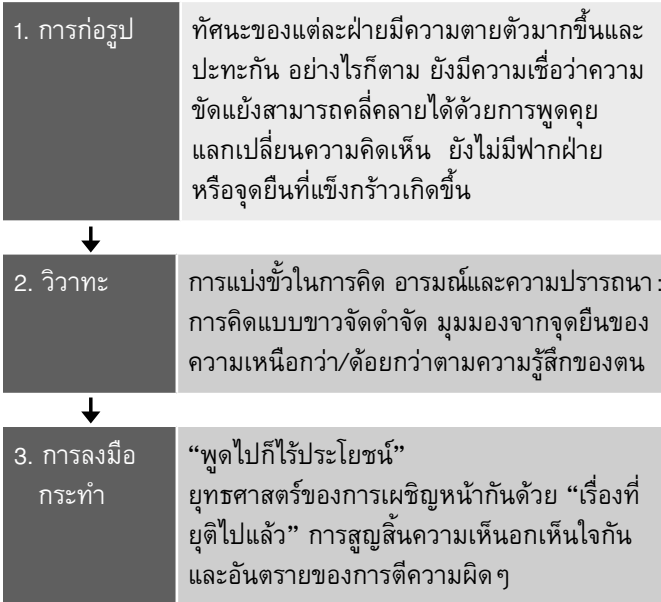 1. การก่อรูป
ทัศนะของแต่ละฝ่ายมีความตายตัวมากขึ้นและ
ปะทะกัน อย่างไรก็ตาม ยังมีความเชื่อว่าความ
ขัดแย้งสามารถคลี่คลายได้ด้วยการพูดคุย
แลกเปลี่ยนความคิดเห็น ยังไม่มีฟากฝ่าย
หรือจุดยืนที่แข็งกร้าวเกิดขึ้น
2. วิวาทะ
การแบ่งขั้วในการคิด อารมณ์และความปรารถนา :
การคิดแบบขาวจัดดำจัด มุมมองจากจุดยืนของ
ความเหนือกว่า/ด้อยกว่าตามความรู้สึกของตน
3. การลงมือ
กระทำ
“พูดไปก็ไร้ประโยชน์”
ยุทธศาสตร์ของการเผชิญหน้ากันด้วย “เรื่องที่
ยุติไปแล้ว” การสูญสิ้นความเห็นอกเห็นใจกัน
และอันตรายของการตีความผิดๆ